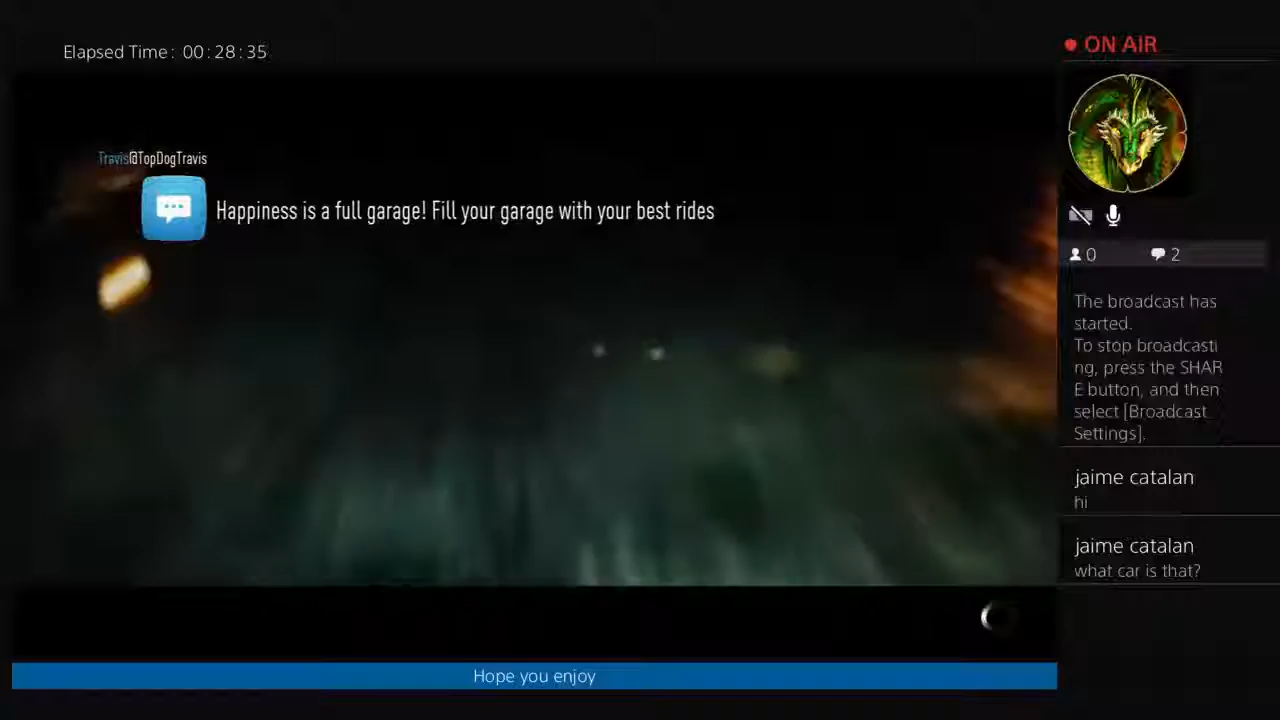 Elapsed Time: 00:28:35
ON AIR
Travis@TopDogTravis
Happiness is a full garage! Fill your garage with your best rides
0 2
The broadcast has
started.
To stop broadcasti
ng, press the SHAR
E button, and then
select [Broadcast
Settings].
jaime catalan
hi
jaime catalan
what car is that?
Hope you enjoy